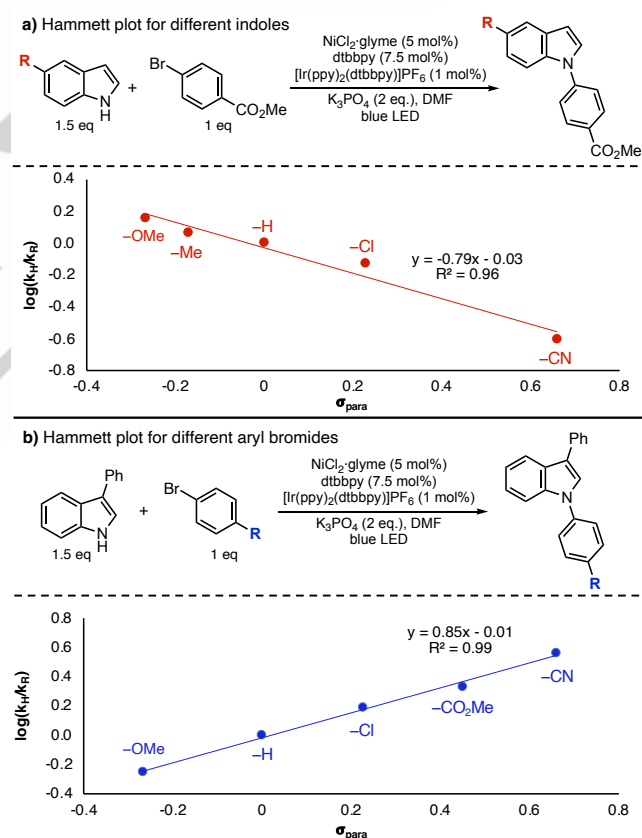 a) Hammett plot for different indoles
R
N
H
1.5 eq
+
Br
CO₂Me
1 eq
NiCl₂·glyme (5 mol%)
dtbbpy (7.5 mol%)
[Ir(ppy)₂(dtbbpy)]PF₆ (1 mol%)
K₃PO₄ (2 eq.), DMF
blue LED
R
N
CO₂Me
log(k_H/k_R)
0.4
0.2
0.0
-0.2
-0.4
-0.6
-0.8
–OMe
–Me
–H
–Cl
–CN
y = -0.79x - 0.03
R² = 0.96
-0.4 -0.2 0 0.2 0.4 0.6 0.8
σpara
b) Hammett plot for different aryl bromides
Ph
N
H
1.5 eq
+
Br
R
1 eq
NiCl₂·glyme (5 mol%)
dtbbpy (7.5 mol%)
[Ir(ppy)₂(dtbbpy)]PF₆ (1 mol%)
K₃PO₄ (2 eq.), DMF
blue LED
Ph
N
R
log(k_H/k_R)
0.8
0.6
0.4
0.2
0.0
-0.2
-0.4
–OMe
–H
–Cl
–CO₂Me
–CN
y = 0.85x - 0.01
R² = 0.99
-0.4 -0.2 0 0.2 0.4 0.6 0.8
σpara